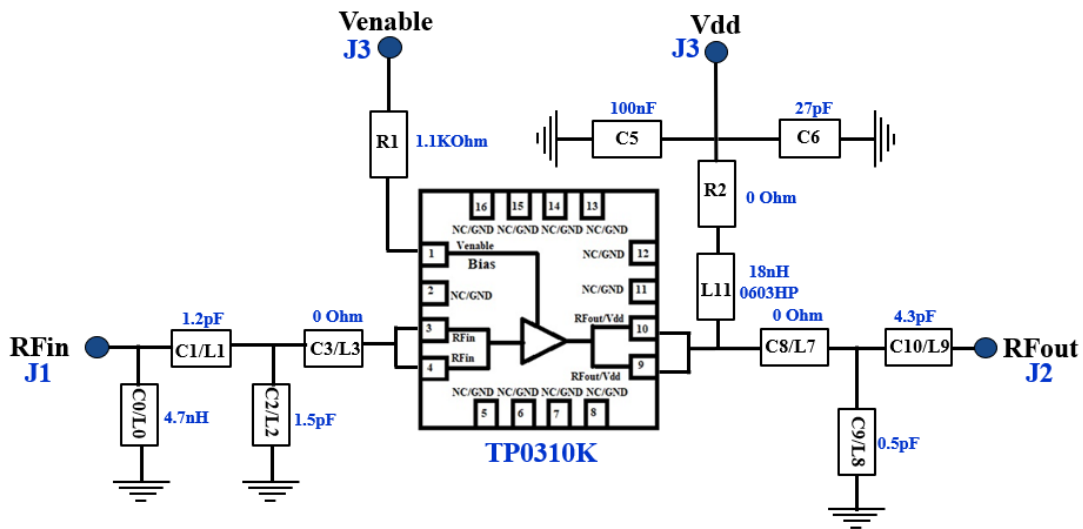 Venable
J3
Vdd
J3
100nF
27pF
C5
C6
R1
1.1KOhm
R2
0 Ohm
16
15
14
13
NC/GND NC/GND NC/GND NC/GND
1
Venable
Bias
NC/GND
12
18nH
0603HP
L11
2
NC/GND
NC/GND
11
1.2pF
0 Ohm
RFout/Vdd
10
0 Ohm
4.3pF
RFin
J1
C1/L1
C3/L3
3
RFin
4
RFin
9
RFout/Vdd
C8/L7
C10/L9
RFout
J2
C0/L0
4.7nH
C2/L2
1.5pF
NC/GND NC/GND NC/GND NC/GND
5
6
7
8
C9/L8
0.5pF
TP0310K